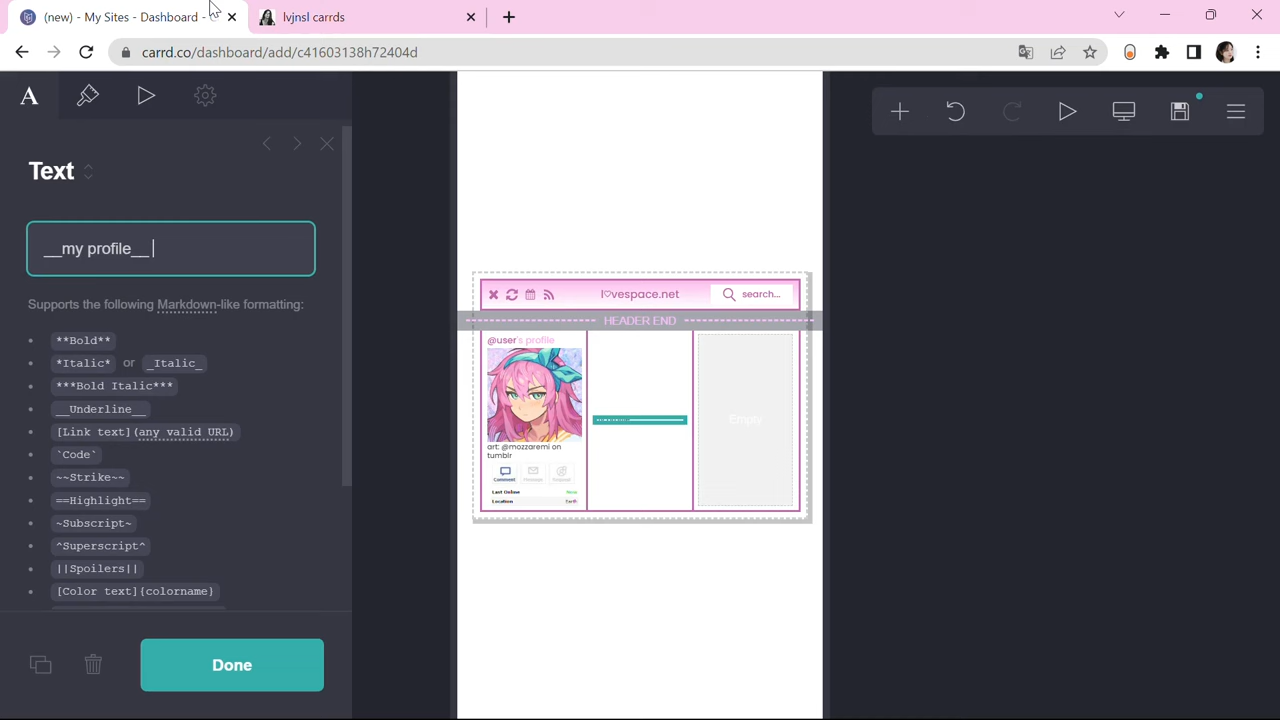 (new) - My Sites - Dashboard -
lvjnsl carrds
carrd.co/dashboard/add/c41603138h72404d
A
Text
__my profile__
Supports the following Markdown-like formatting:
**Bold**
*Italic* or _Italic_
***Bold Italic***
__Underline__
[Link text](any valid URL)
`Code`
~~Strike~~
==Highlight==
~Subscript~
^Superscript^
||Spoilers||
[Color text]{colorname}
Done
l♡vespace.net
search...
HEADER END
@user's profile
art: @mozzaremi on
tumblr
Comment
Last Online Now
Location Earth
Empty